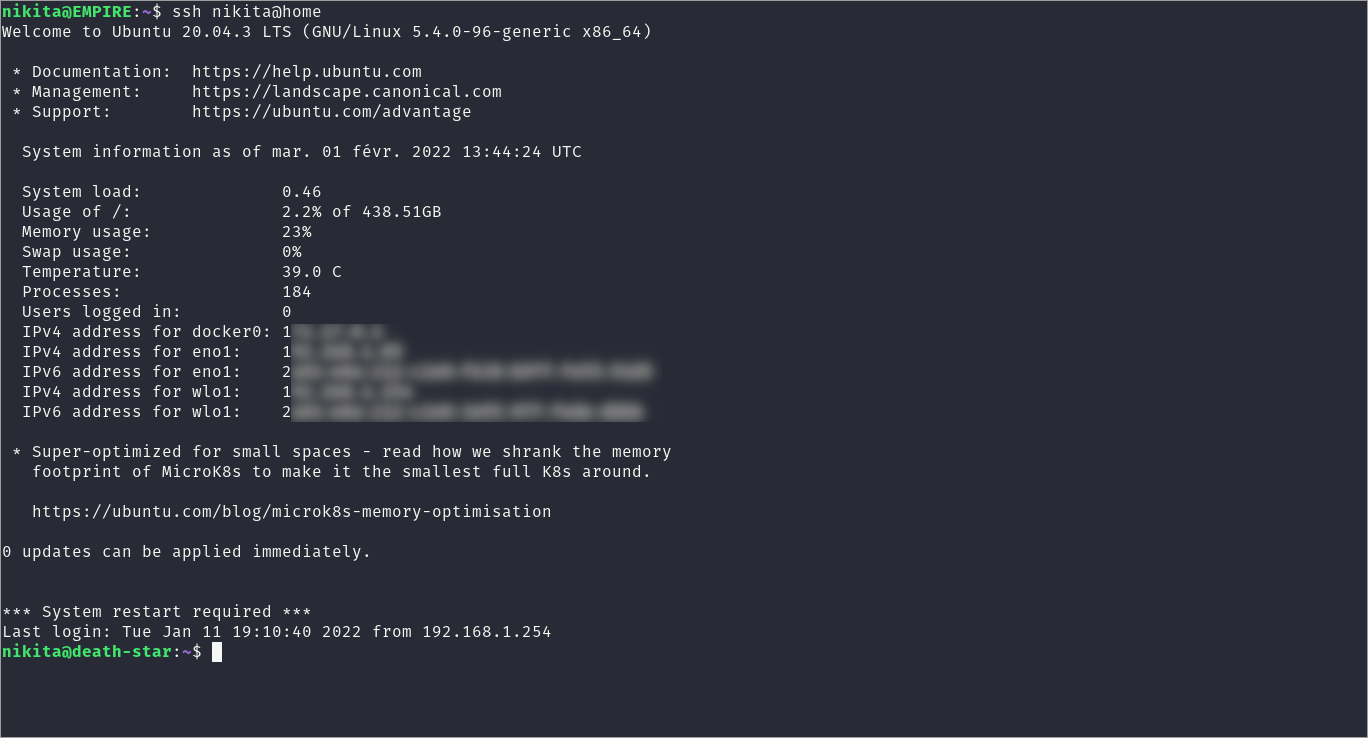 nikita@EMPIRE:~$ ssh nikita@home
Welcome to Ubuntu 20.04.3 LTS (GNU/Linux 5.4.0-96-generic x86_64)
* Documentation:  https://help.ubuntu.com
* Management:     https://landscape.canonical.com
* Support:        https://ubuntu.com/advantage
System information as of mar. 01 févr. 2022 13:44:24 UTC
System load:              0.46
Usage of /:               2.2% of 438.51GB
Memory usage:             23%
Swap usage:               0%
Temperature:              39.0 C
Processes:                184
Users logged in:          0
IPv4 address for docker0: 1
IPv4 address for eno1:    1
IPv6 address for eno1:    2
IPv4 address for wlo1:    1
IPv6 address for wlo1:    2
* Super-optimized for small spaces - read how we shrank the memory
footprint of MicroK8s to make it the smallest full K8s around.
https://ubuntu.com/blog/microk8s-memory-optimisation
0 updates can be applied immediately.
*** System restart required ***
Last login: Tue Jan 11 19:10:40 2022 from 192.168.1.254
nikita@death-star:~$